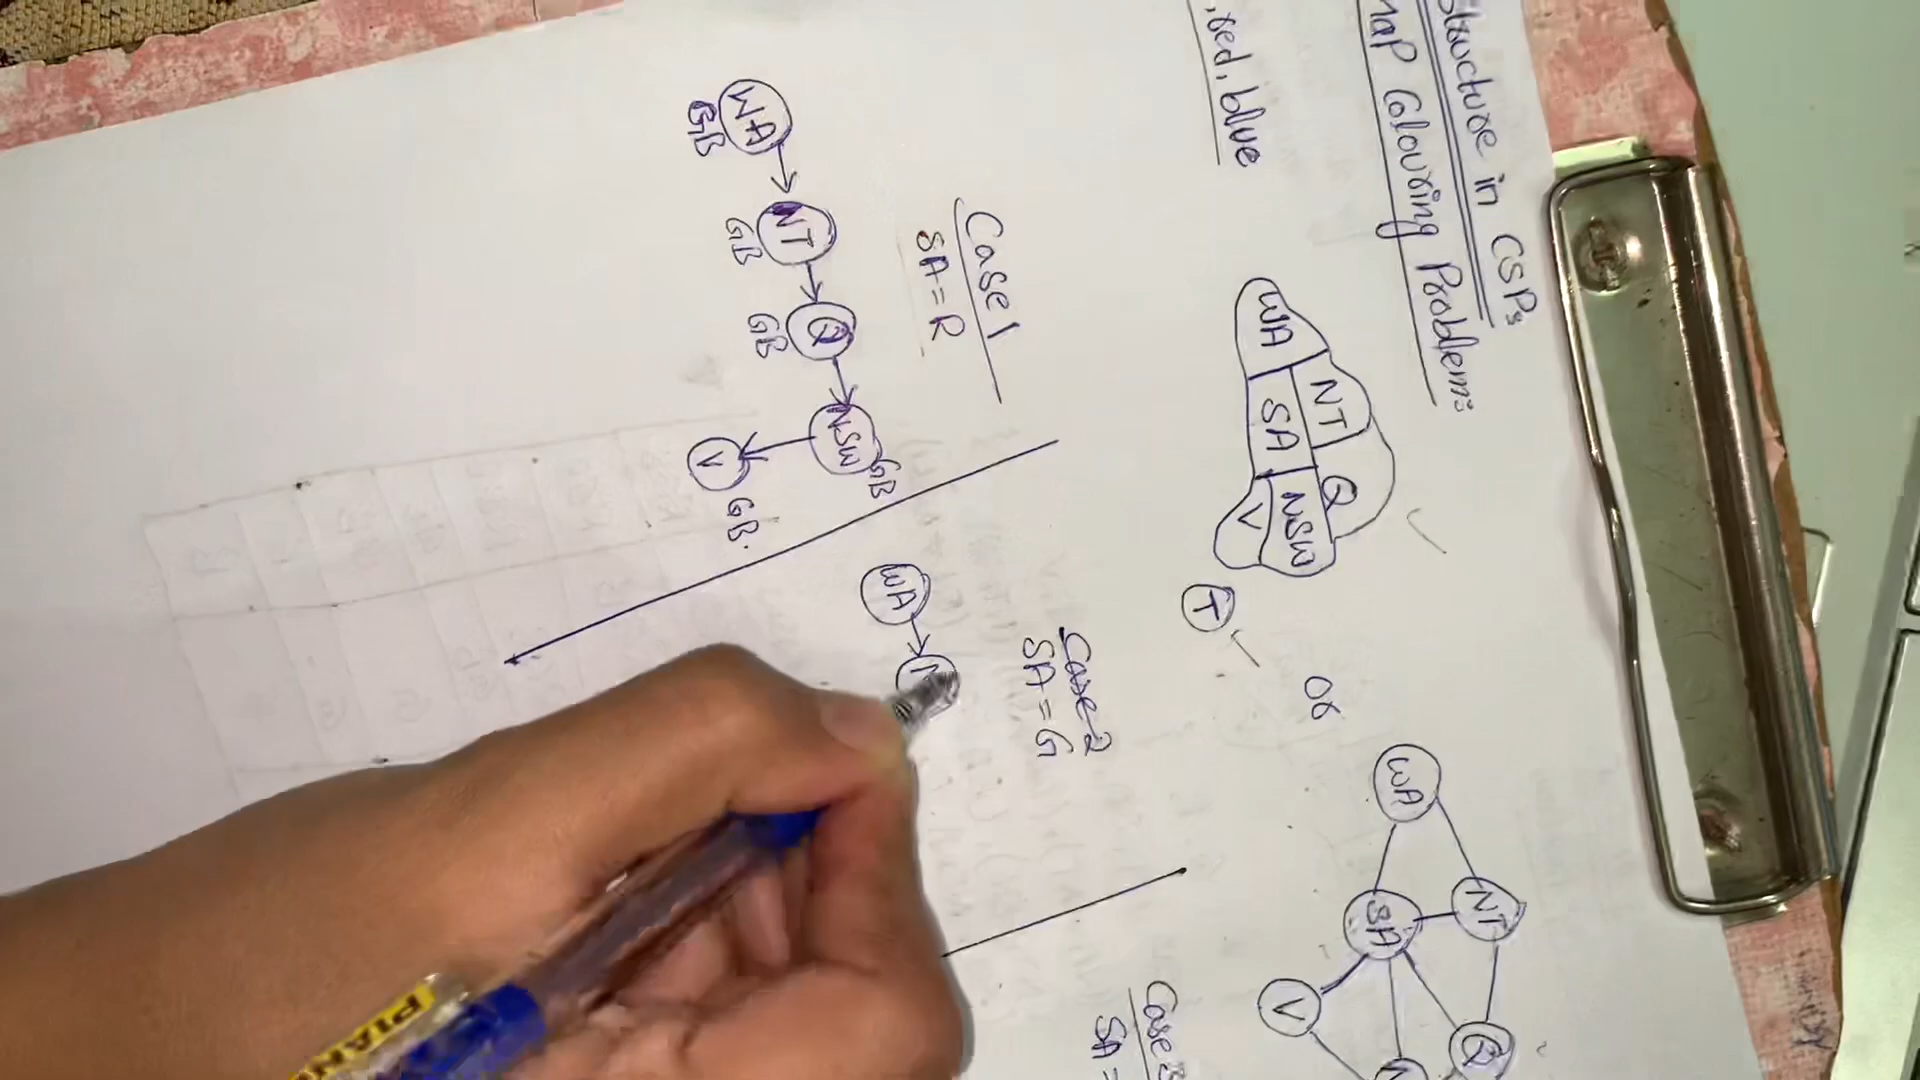 Structure in CSPs
Map Colouring Problem:
,red, blue
WA
NT
SA
Q
NSW
V
T
or
WA
NT
SA
V
Q
Case 1
SA = R
WA
GB
NT
GB
Q
GB
NSW
GB
V
GB.
Case-2
SA = G
WA
Case 3
SA =
PIAN